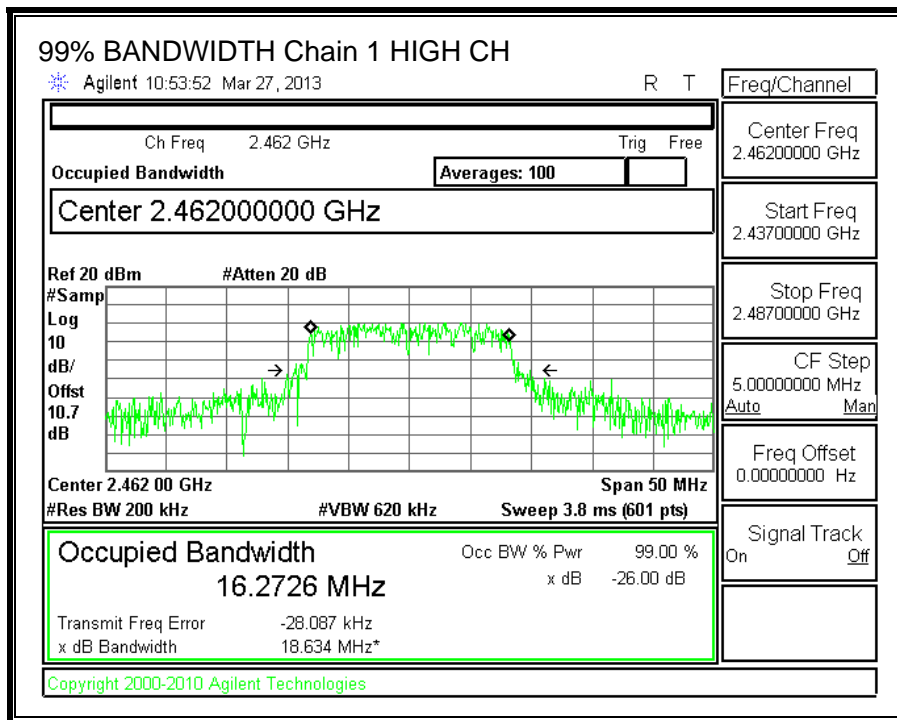 99% BANDWIDTH Chain 1 HIGH CH
Agilent 10:53:52 Mar 27, 2013 R T
Freq/Channel
Ch Freq 2.462 GHz Trig Free
Occupied Bandwidth Averages: 100
Center 2.462000000 GHz
Ref 20 dBm #Atten 20 dB
#Samp
Log
10
dB/
Offst
10.7
dB
Center 2.462 00 GHz Span 50 MHz
#Res BW 200 kHz #VBW 620 kHz Sweep 3.8 ms (601 pts)
Occupied Bandwidth Occ BW % Pwr 99.00 %
16.2726 MHz x dB -26.00 dB
Transmit Freq Error -28.087 kHz
x dB Bandwidth 18.634 MHz*
Copyright 2000-2010 Agilent Technologies
Center Freq
2.46200000 GHz
Start Freq
2.43700000 GHz
Stop Freq
2.48700000 GHz
CF Step
5.00000000 MHz
Auto Man
Freq Offset
0.00000000 Hz
Signal Track
On Off